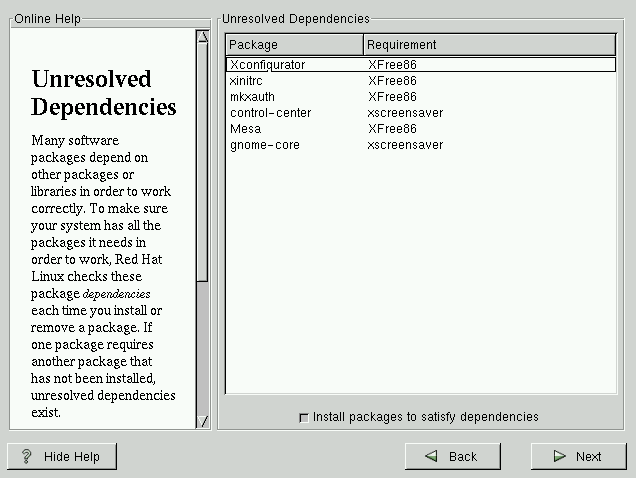 Online Help
Unresolved
Dependencies
Many software
packages depend on
other packages or
libraries in order to work
correctly. To make sure
your system has all the
packages it needs in
order to work, Red Hat
Linux checks these
package dependencies
each time you install or
remove a package. If
one package requires
another package that
has not been installed,
unresolved dependencies
exist.
Unresolved Dependencies
Package Requirement
Xconfigurator XFree86
xinitrc XFree86
mkxauth XFree86
control-center xscreensaver
Mesa XFree86
gnome-core xscreensaver
Install packages to satisfy dependencies
? Hide Help
Back
Next